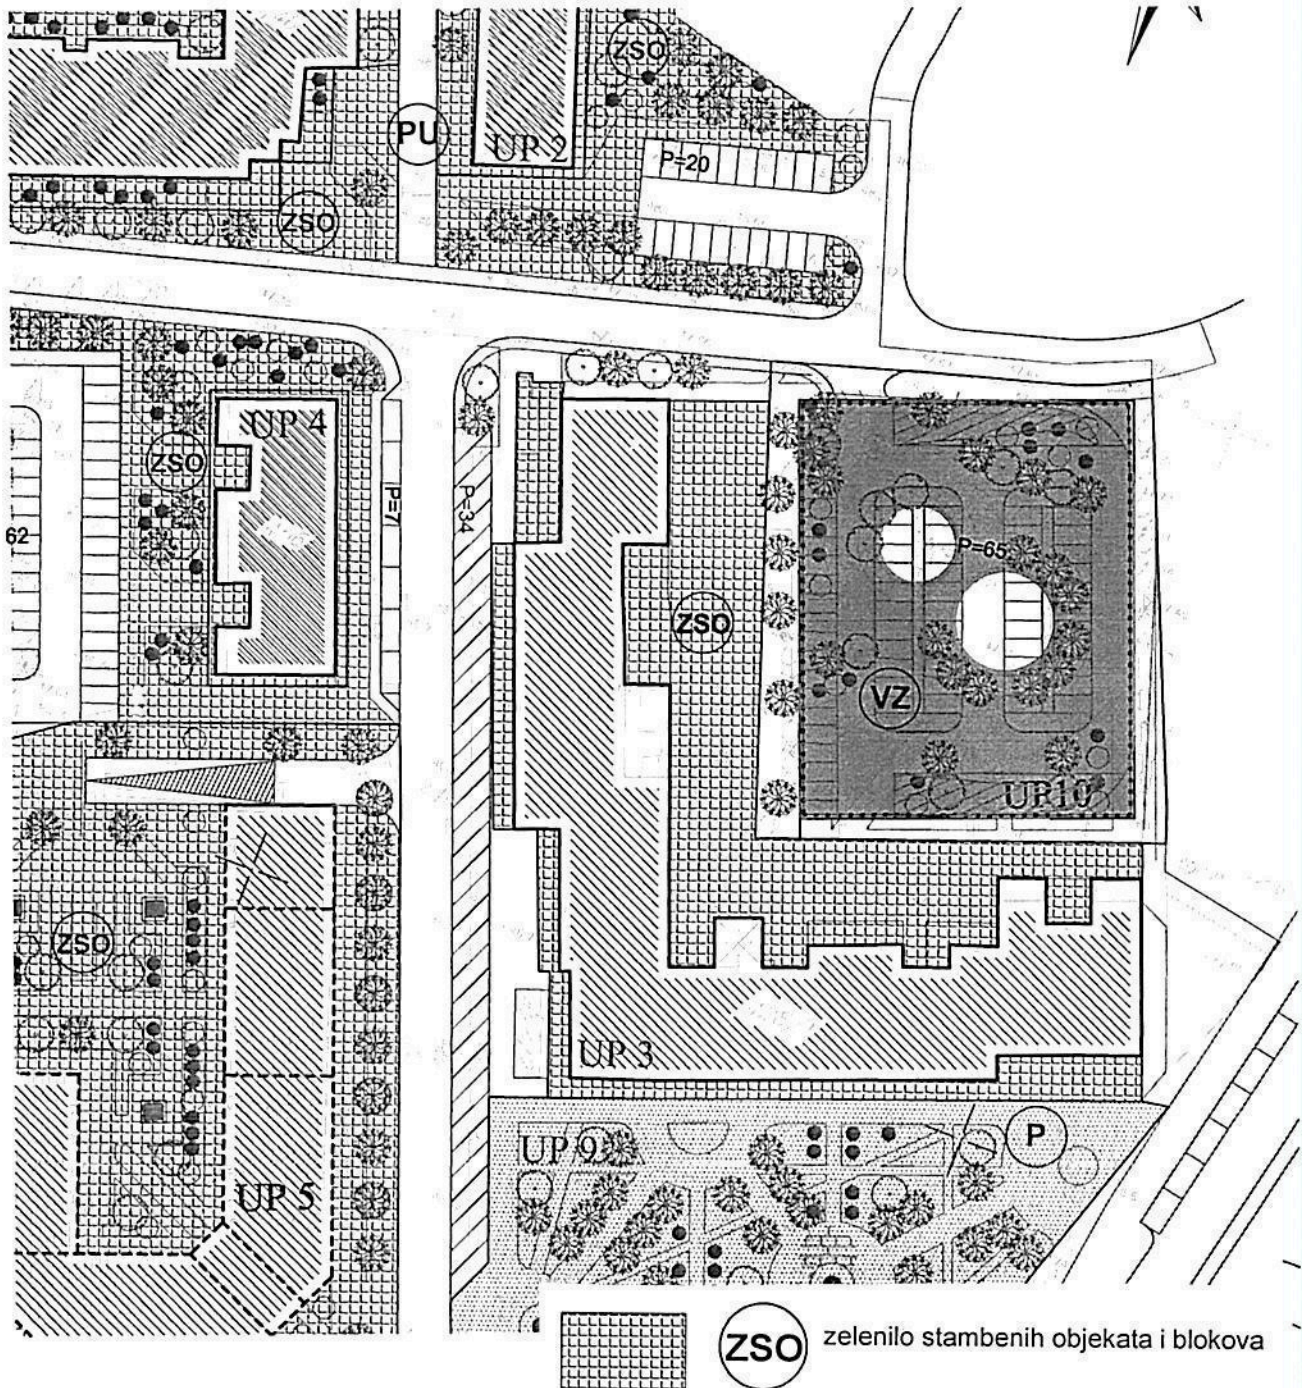 ZSO
PU
UP 2
P=20
ZSO
UP 4
ZSO
P=7
P=34
62
P=65
ZSO
VZ
UP10
ZSO
UP 3
UP 9
P
UP 5
ZSO zelenilo stambenih objekata i blokova